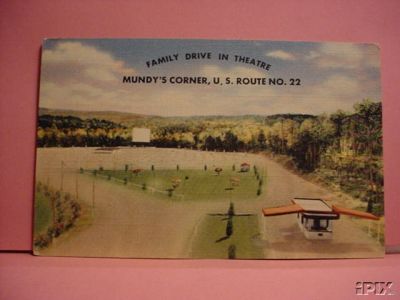 FAMILY DRIVE IN THEATRE
MUNDY'S CORNER, U, S. ROUTE NO. 22
iPIX